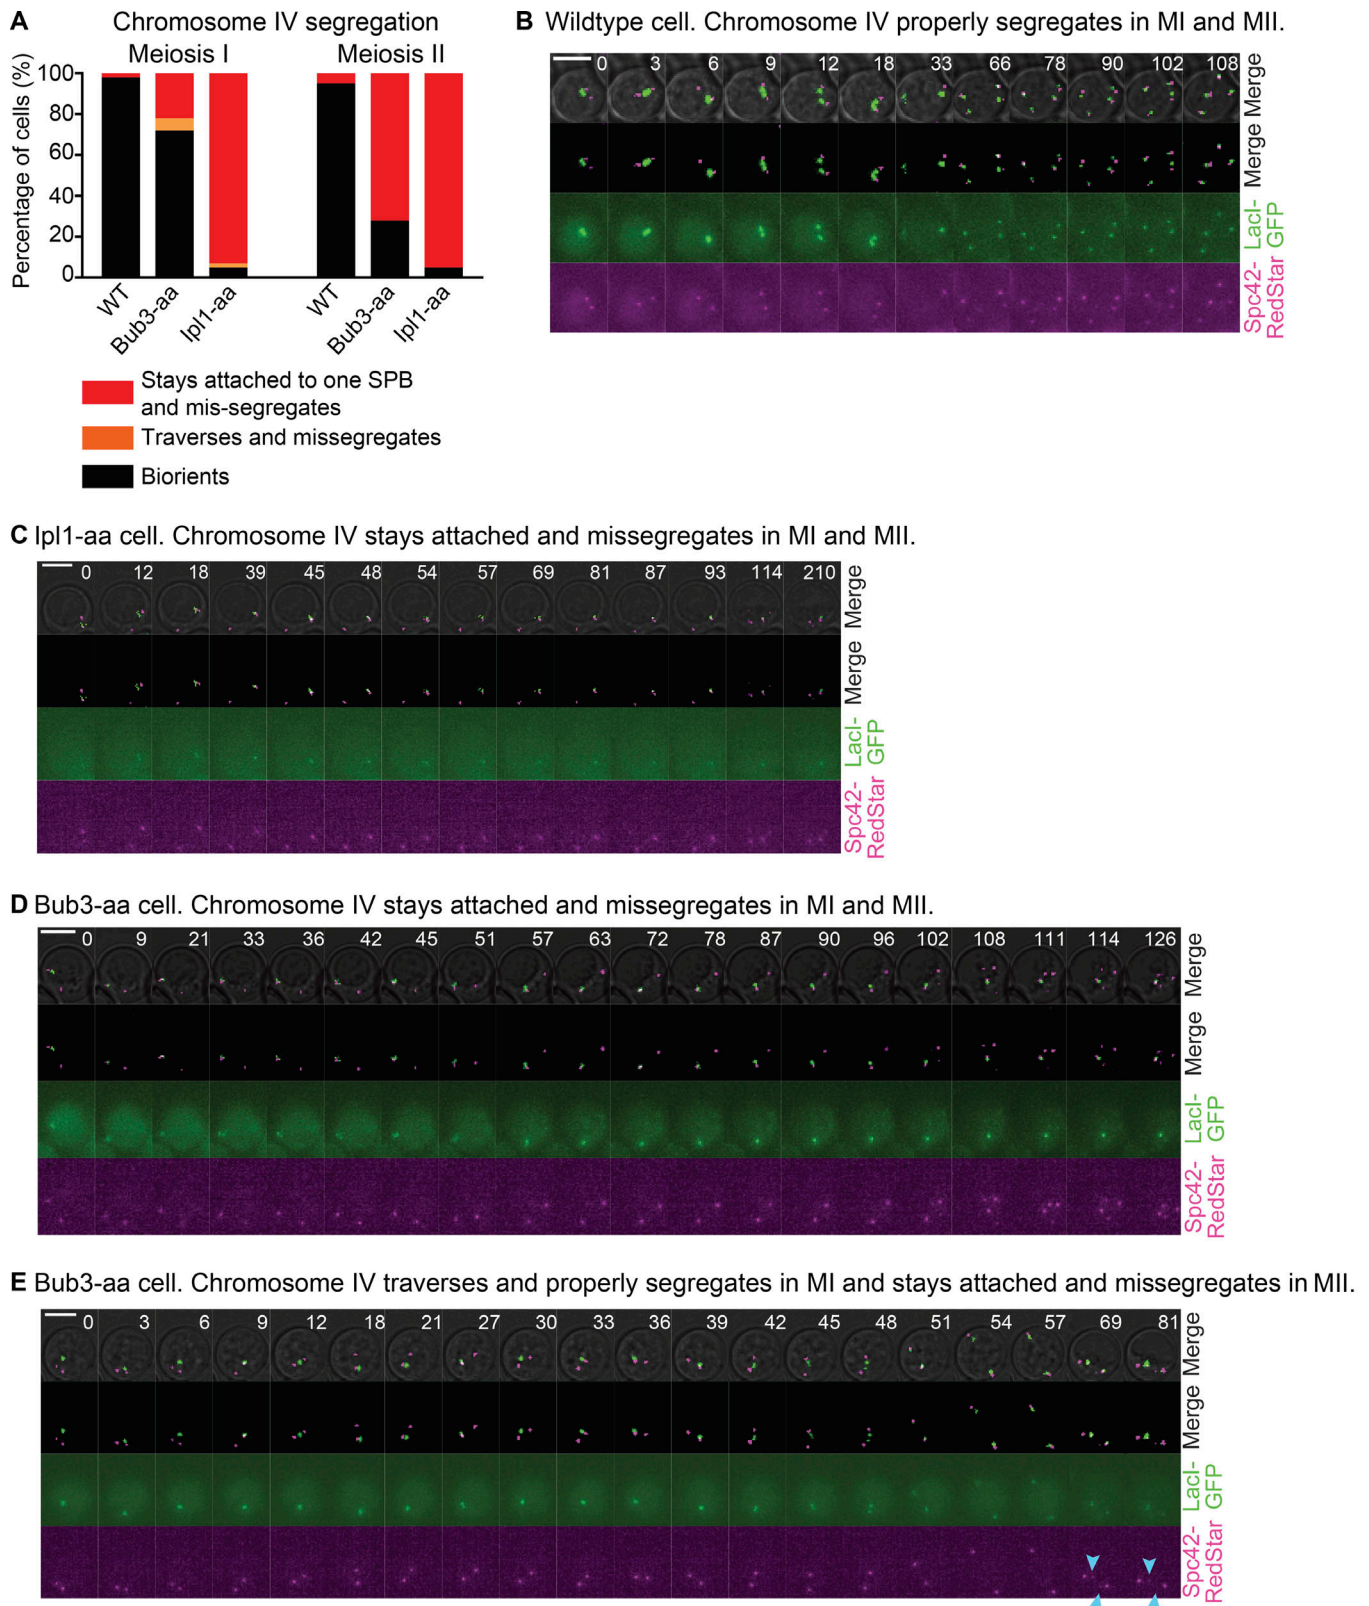 A
Chromosome IV segregation
Meiosis I
Meiosis II
Percentage of cells (%)
100
80
60
40
20
0
WT
Bub3-aa
Ipl1-aa
WT
Bub3-aa
Ipl1-aa
Stays attached to one SPB
and mis-segregates
Traverses and missegregates
Biorients
B Wildtype cell. Chromosome IV properly segregates in MI and MII.
0 3 6 9 12 18 33 66 78 90 102 108
Merge
Merge
LacI-
GFP
Spc42-
RedStar
C Ipl1-aa cell. Chromosome IV stays attached and missegregates in MI and MII.
0 12 18 39 45 48 54 57 69 81 87 93 114 210
Merge
Merge
LacI-
GFP
Spc42-
RedStar
D Bub3-aa cell. Chromosome IV stays attached and missegregates in MI and MII.
0 9 21 33 36 42 45 51 57 63 72 78 87 90 96 102 108 111 114 126
Merge
Merge
LacI-
GFP
Spc42-
RedStar
E Bub3-aa cell. Chromosome IV traverses and properly segregates in MI and stays attached and missegregates in MII.
0 3 6 9 12 18 21 27 30 33 36 39 42 45 48 51 54 57 69 81
Merge
Merge
LacI-
GFP
Spc42-
RedStar